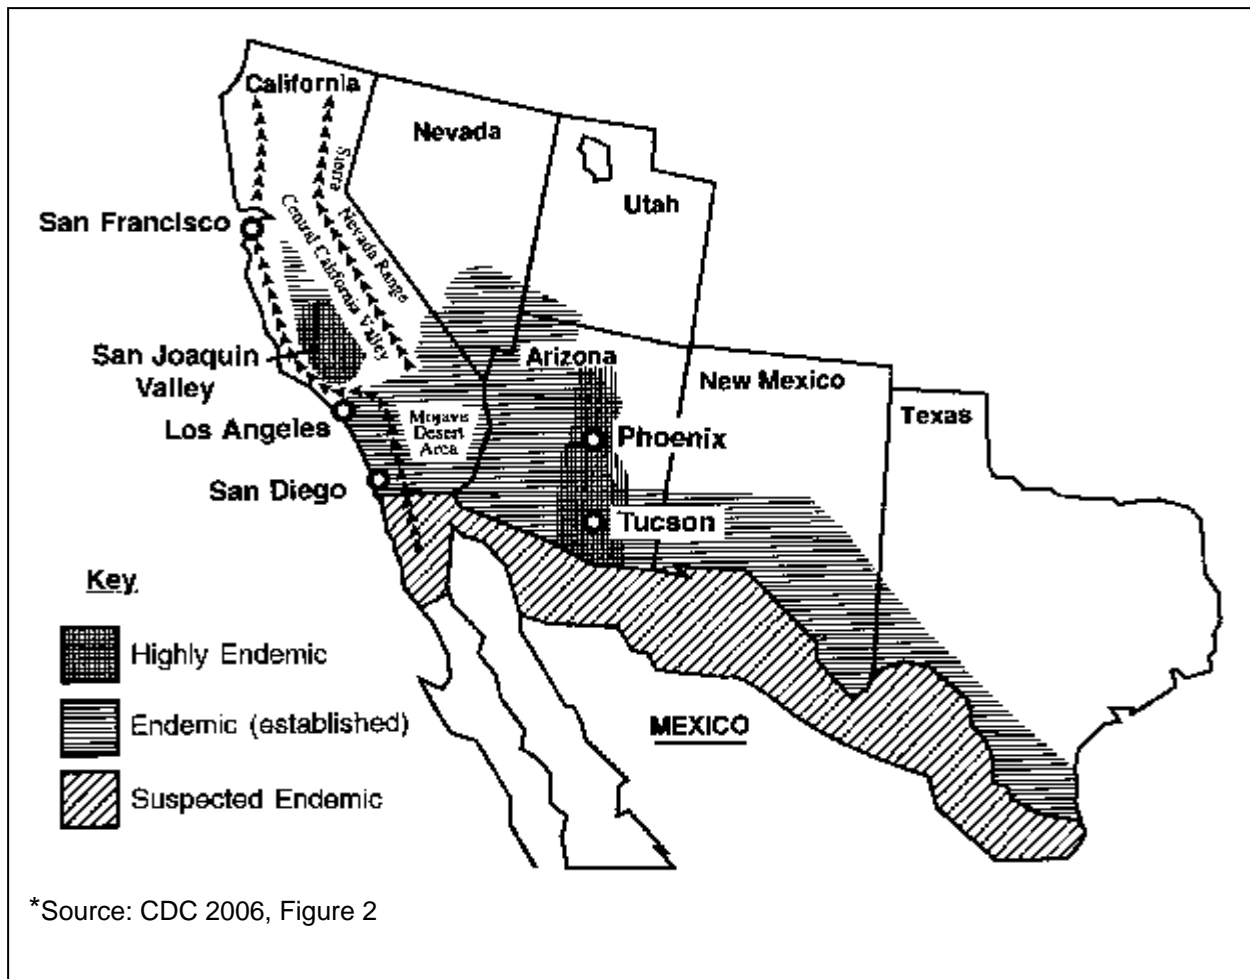 California
Nevada
Utah
Sierra
Nevada Range
Central California Valley
San Francisco
San Joaquin
Valley
Los Angeles
San Diego
Mojave
Desert
Area
Arizona
New Mexico
Texas
Phoenix
Tucson
MEXICO
Key
Highly Endemic
Endemic (established)
Suspected Endemic
*Source: CDC 2006, Figure 2